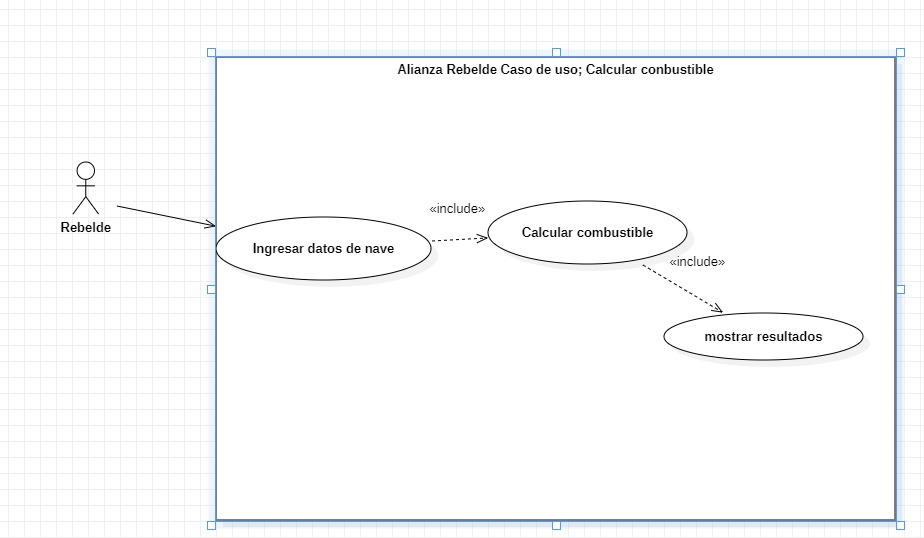 Alianza Rebelde Caso de uso; Calcular conbustible
Rebelde
Ingresar datos de nave
«include»
Calcular combustible
«include»
mostrar resultados